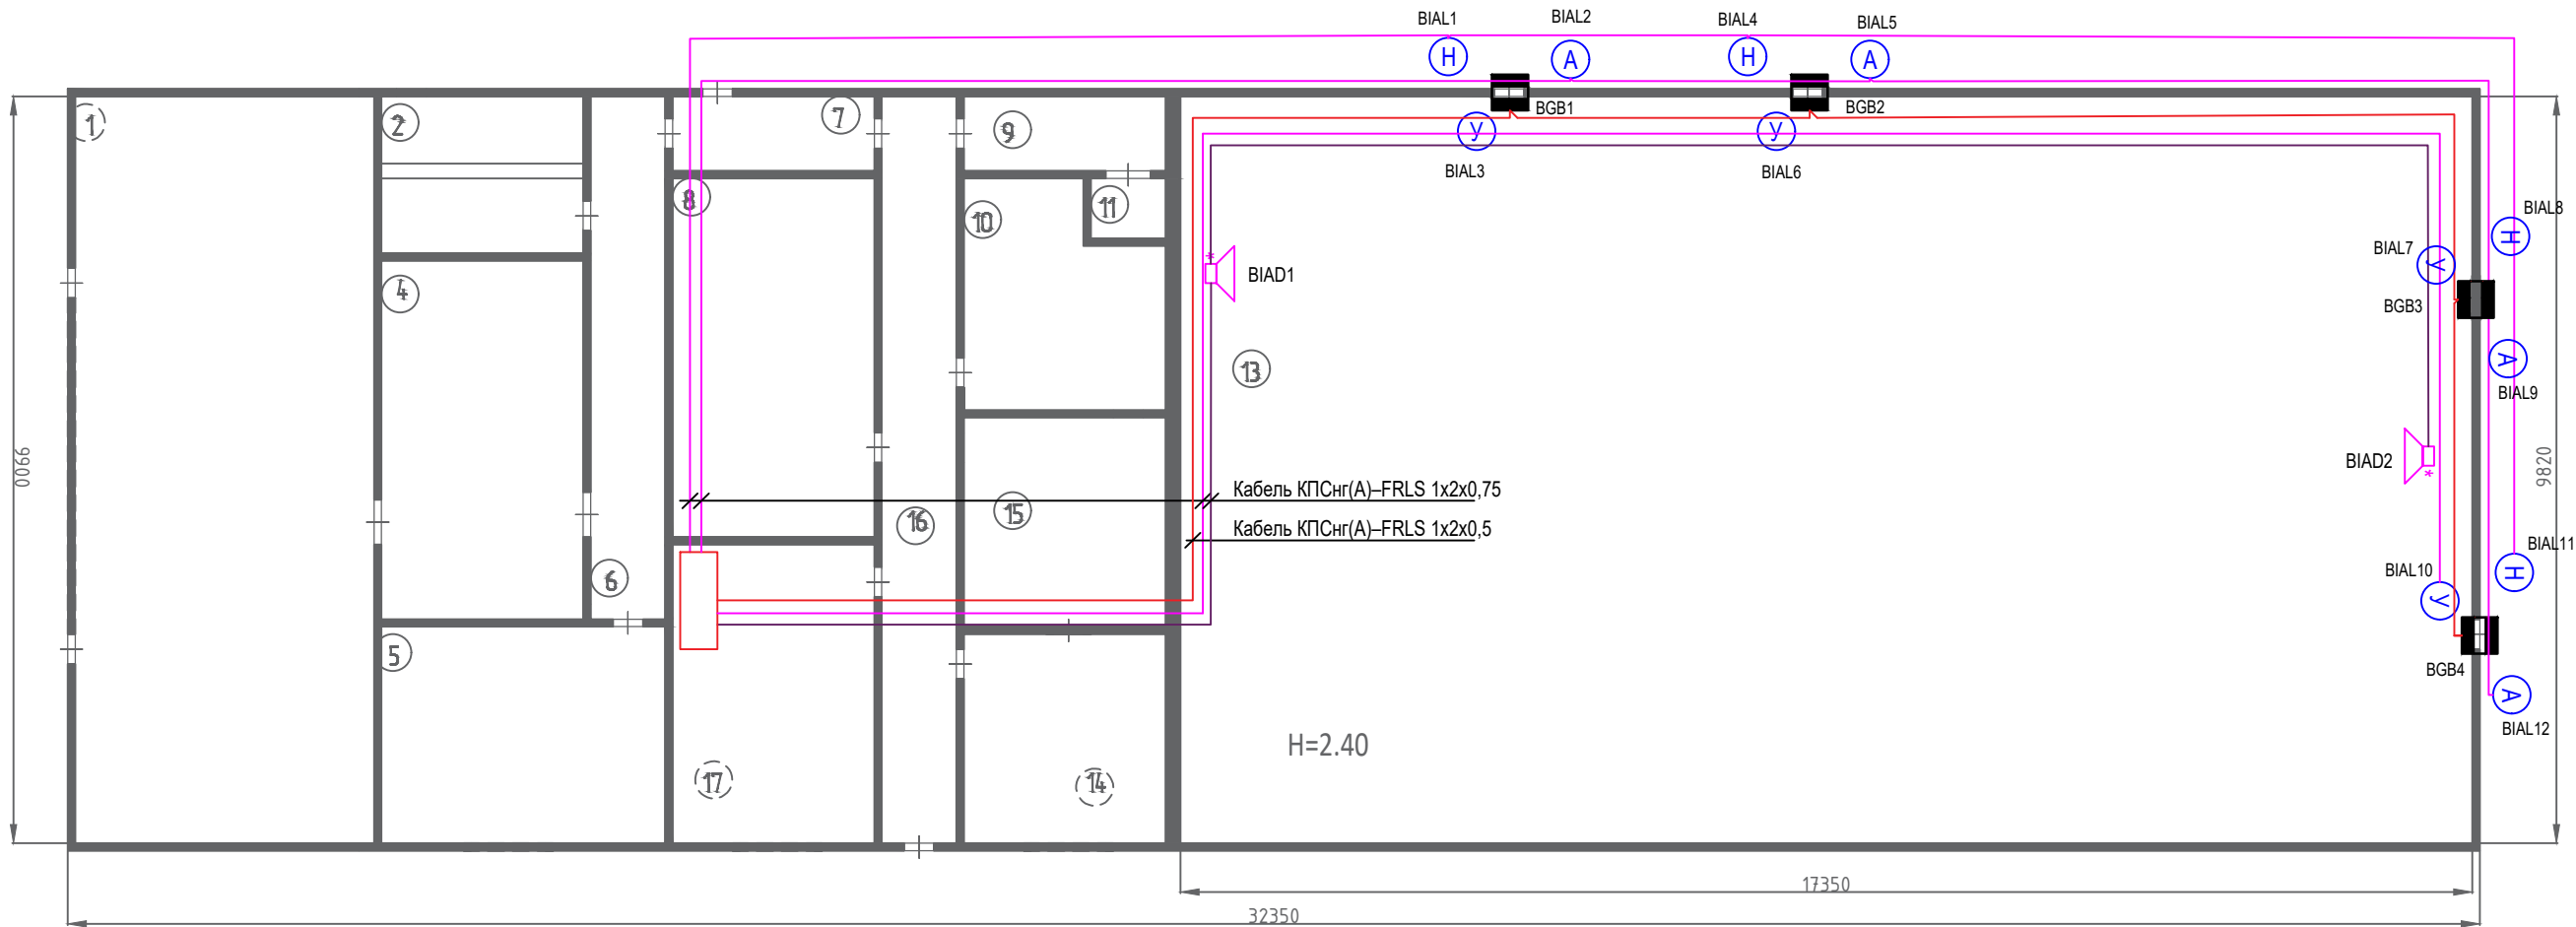 BIAL1
BIAL2
BIAL4
BIAL5
Н
А
Н
А
1
2
7
9
BGB1
BGB2
У
У
BIAL3
BIAL6
8
10
11
BIAL8
Н
BIAL7
У
BIAD1
4
BGB3
13
А
BIAL9
9900
BIAD2
9820
Кабель КПСнг(А)–FRLS 1х2х0,75
15
16
Кабель КПСнг(А)–FRLS 1х2х0,5
BIAL11
6
BIAL10
Н
У
5
BGB4
А
BIAL12
H=2.40
17
14
17350
32350